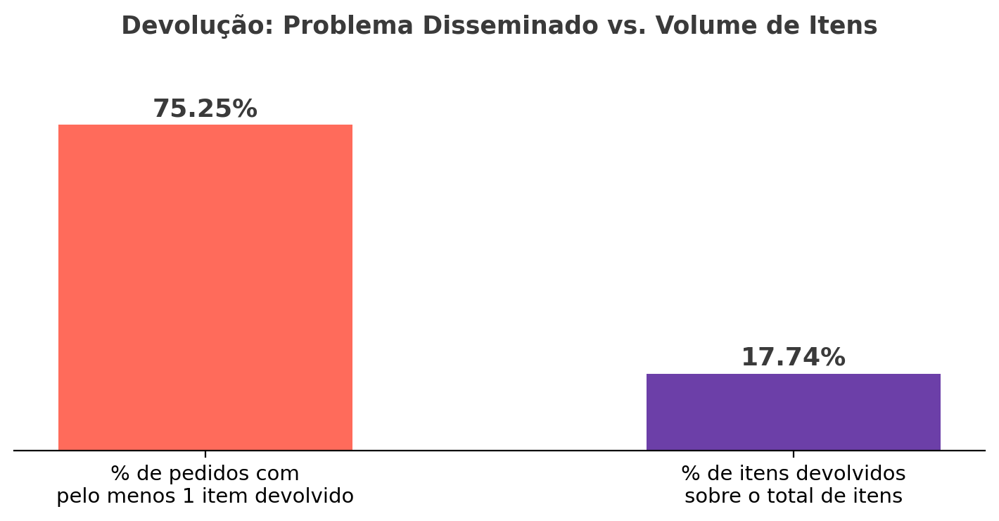 Devolução: Problema Disseminado vs. Volume de Itens
75.25%
17.74%
% de pedidos com
pelo menos 1 item devolvido
% de itens devolvidos
sobre o total de itens